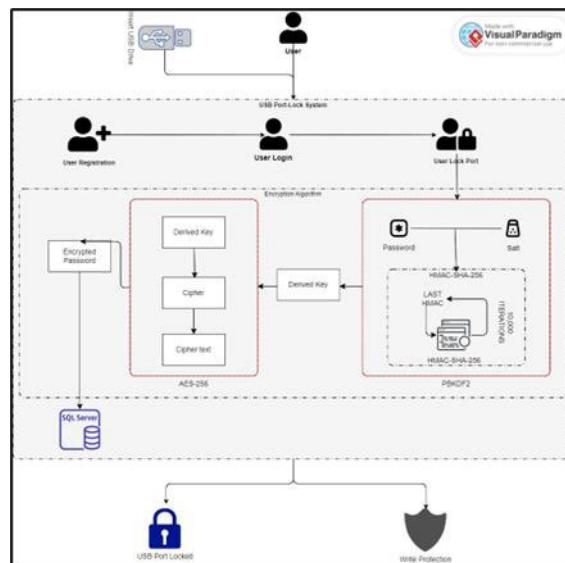 Insert USB Drive
User
Made with
Visual Paradigm
For non-commercial use
USB Port-Lock System
User Registration
User Login
User Lock Port
Encryption Algorithm
Encrypted
Password
Derived Key
Cipher
Cipher text
AES-256
Derived Key
Password
Salt
HMAC-SHA-256
LAST
HMAC
10,000
ITERATIONS
HMAC-SHA-256
PBKDF2
SQL Server
USB Port Locked
Write Protection